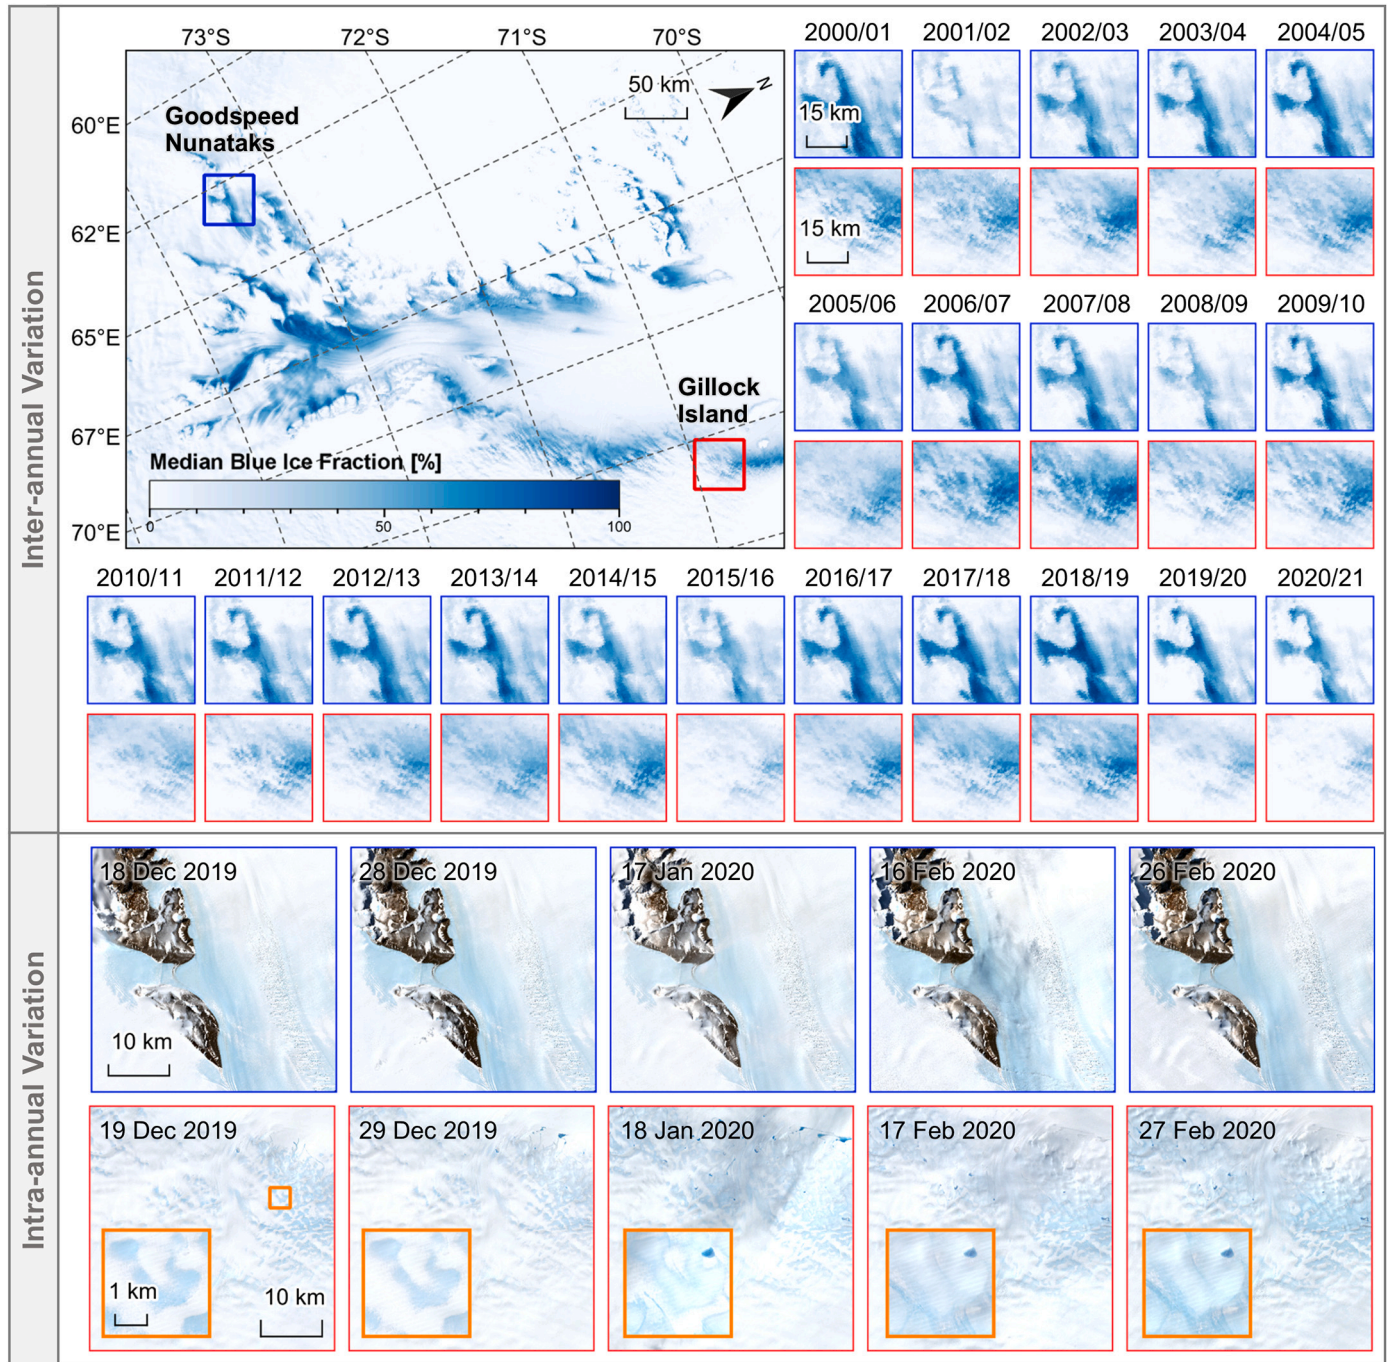 Inter-annual Variation
73°S 72°S 71°S 70°S
60°E
62°E
65°E
67°E
70°E
50 km
N
Goodspeed
Nunataks
Gillock
Island
Median Blue Ice Fraction [%]
0 50 100
2000/01 2001/02 2002/03 2003/04 2004/05
15 km
15 km
2005/06 2006/07 2007/08 2008/09 2009/10
2010/11 2011/12 2012/13 2013/14 2014/15 2015/16 2016/17 2017/18 2018/19 2019/20 2020/21
Intra-annual Variation
18 Dec 2019 28 Dec 2019 17 Jan 2020 16 Feb 2020 26 Feb 2020
10 km
19 Dec 2019 29 Dec 2019 18 Jan 2020 17 Feb 2020 27 Feb 2020
1 km
10 km